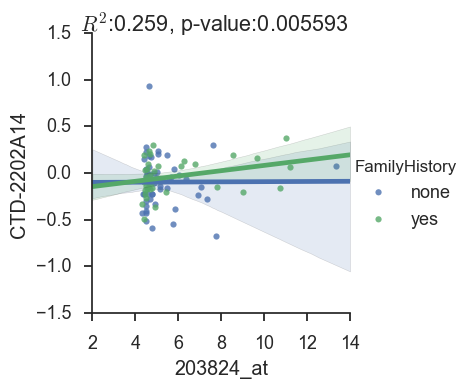 R²:0.259, p-value:0.005593
1.5
1.0
0.5
0.0
−0.5
−1.0
−1.5
CTD-2202A14
2 4 6 8 10 12 14
203824_at
FamilyHistory
none
yes